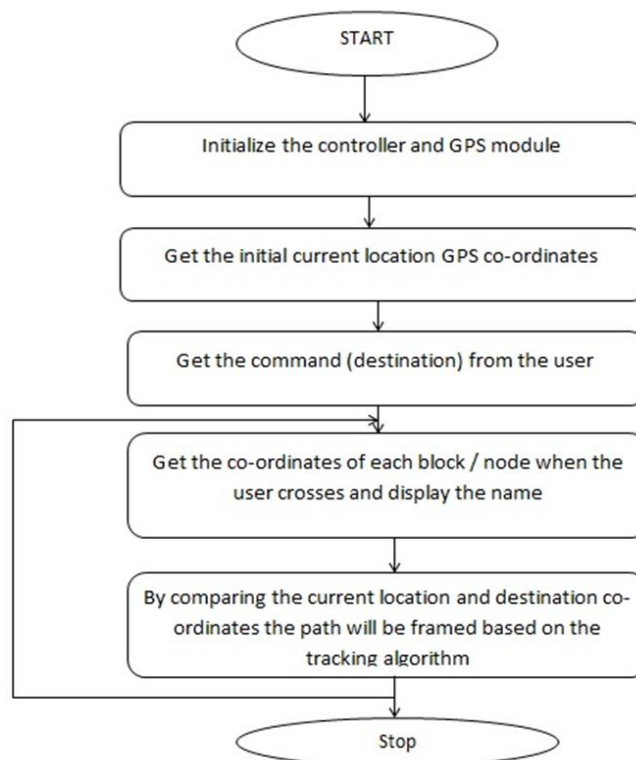 START
Initialize the controller and GPS module
Get the initial current location GPS co-ordinates
Get the command (destination) from the user
Get the co-ordinates of each block / node when the
user crosses and display the name
By comparing the current location and destination co-
ordinates the path will be framed based on the
tracking algorithm
Stop